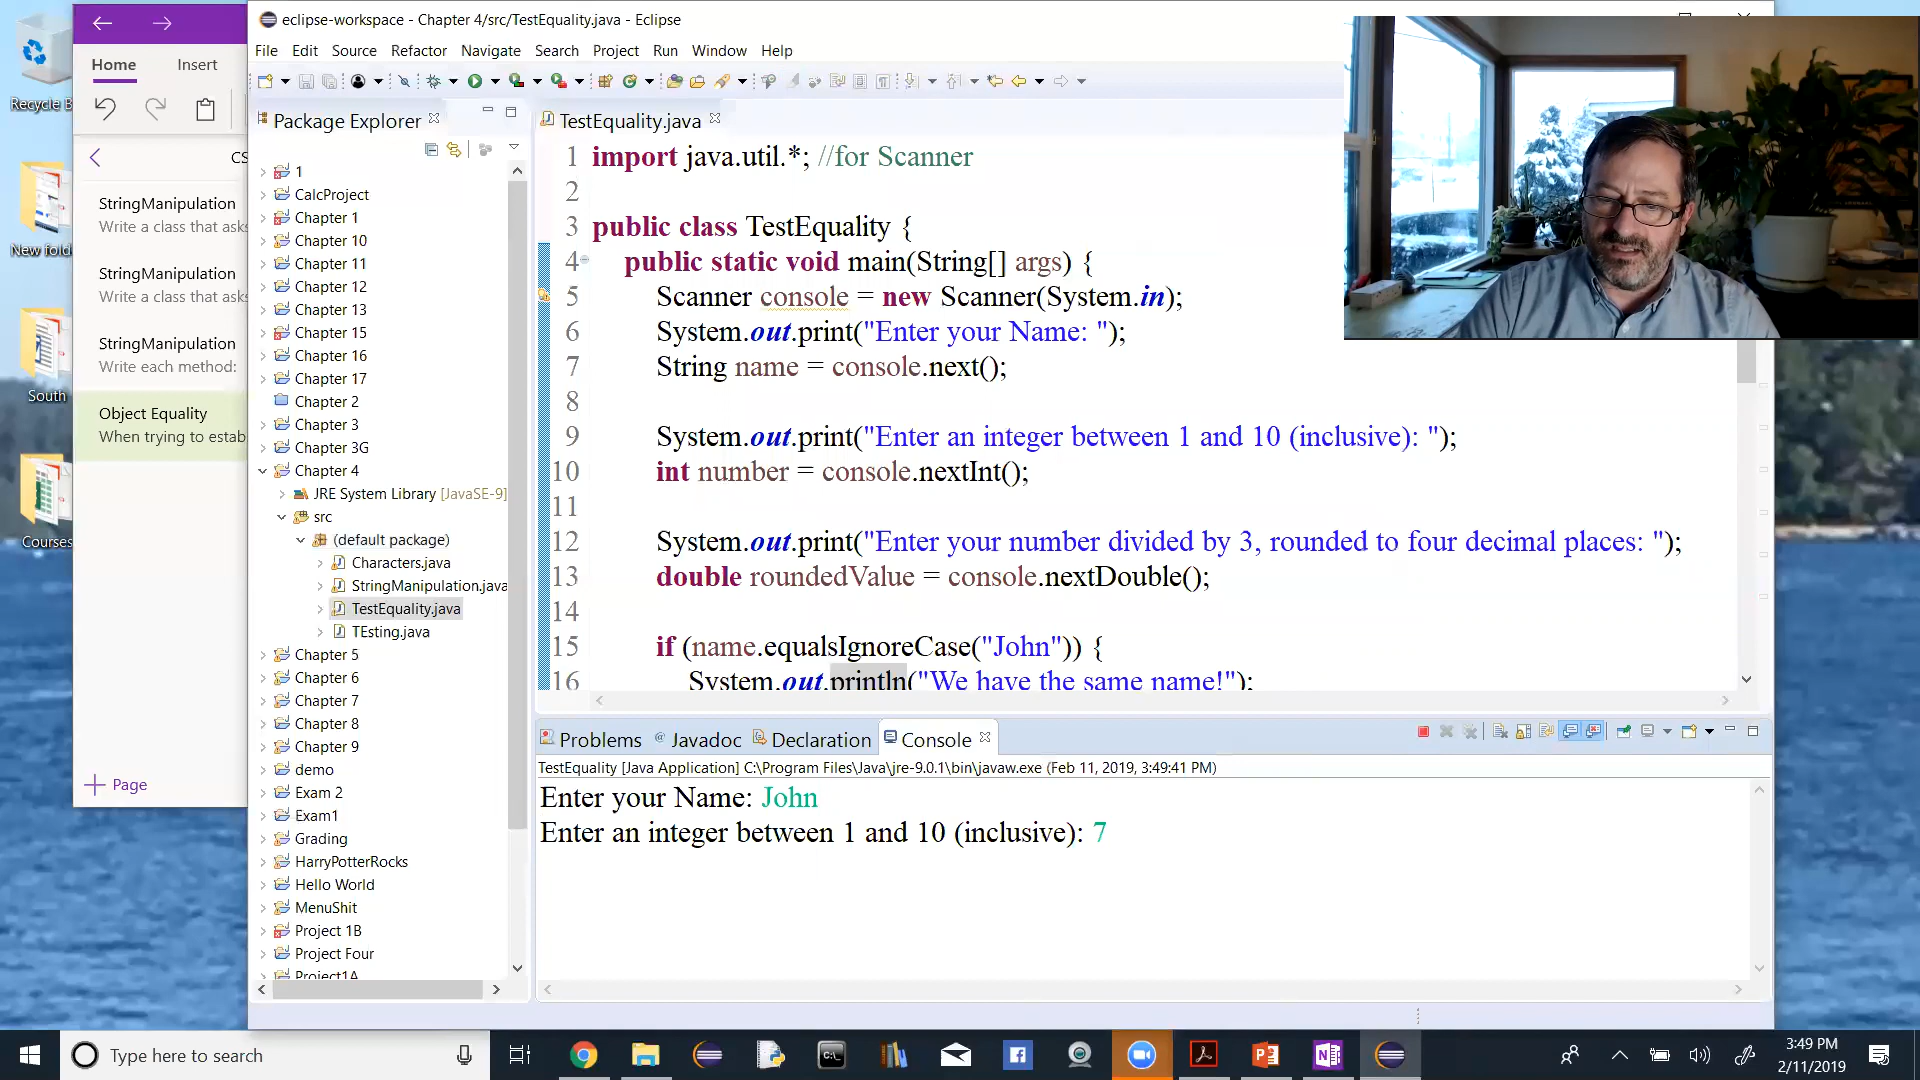 eclipse-workspace - Chapter 4/src/TestEquality.java - Eclipse
File Edit Source Refactor Navigate Search Project Run Window Help
Recycle B
New fold
South
Courses
Home Insert
CS
StringManipulation
Write a class that asks
StringManipulation
Write a class that asks
StringManipulation
Write each method:
Object Equality
When trying to estab
Page
Package Explorer
1
CalcProject
Chapter 1
Chapter 10
Chapter 11
Chapter 12
Chapter 13
Chapter 15
Chapter 16
Chapter 17
Chapter 2
Chapter 3
Chapter 3G
Chapter 4
JRE System Library [JavaSE-9]
src
(default package)
Characters.java
StringManipulation.java
TestEquality.java
TEsting.java
Chapter 5
Chapter 6
Chapter 7
Chapter 8
Chapter 9
demo
Exam 2
Exam1
Grading
HarryPotterRocks
Hello World
MenuShit
Project 1B
Project Four
Project1A
TestEquality.java
1 import java.util.*; //for Scanner
2
3 public class TestEquality {
4 public static void main(String[] args) {
5 Scanner console = new Scanner(System.in);
6 System.out.print("Enter your Name: ");
7 String name = console.next();
8
9 System.out.print("Enter an integer between 1 and 10 (inclusive): ");
10 int number = console.nextInt();
11
12 System.out.print("Enter your number divided by 3, rounded to four decimal places: ");
13 double roundedValue = console.nextDouble();
14
15 if (name.equalsIgnoreCase("John")) {
16 System.out.println("We have the same name!");
Problems @ Javadoc Declaration Console
TestEquality [Java Application] C:\Program Files\Java\jre-9.0.1\bin\javaw.exe (Feb 11, 2019, 3:49:41 PM)
Enter your Name: John
Enter an integer between 1 and 10 (inclusive): 7
Type here to search
3:49 PM
2/11/2019